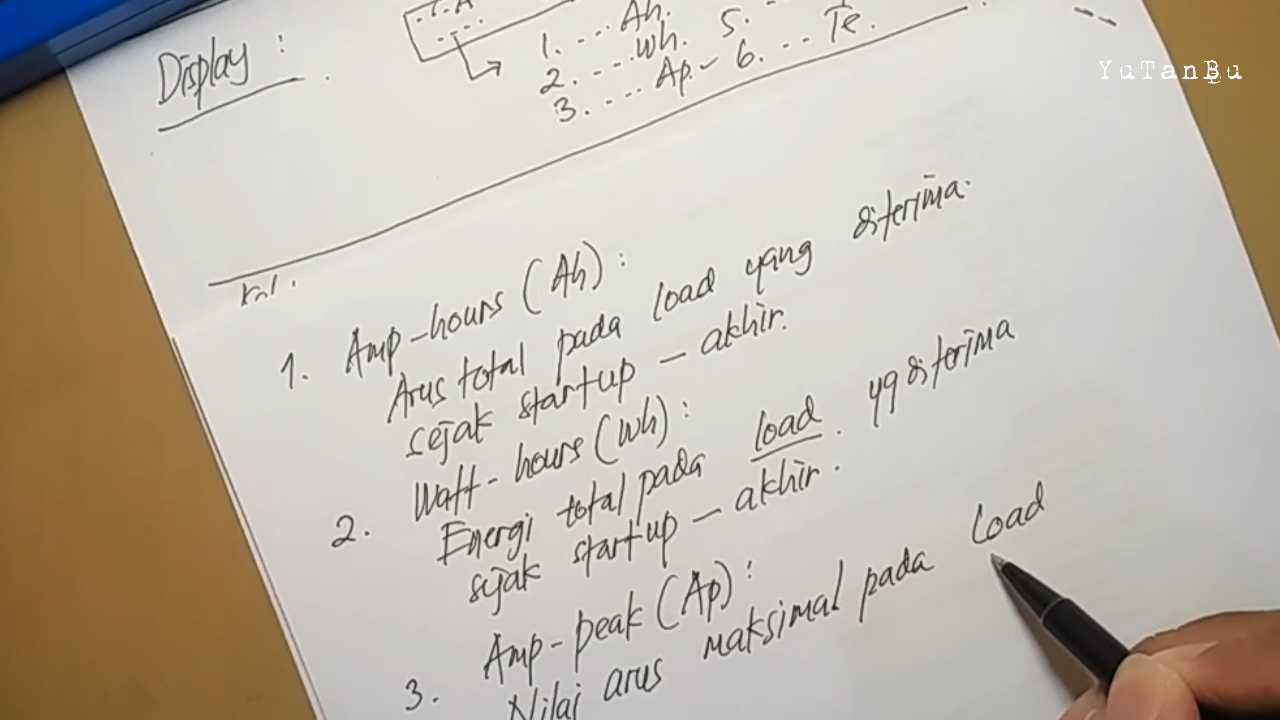 Display :
1. ... Ah.
2. ... Wh. 5. ..
3. .... Ap. - 6. ... Te.
YuTanBu
1. Amp-hours (Ah) :
Arus total pada load yang diterima.
sejak startup - akhir.
2. Watt-hours (Wh) :
Energi total pada load. yg diterima
sejak startup - akhir.
3. Amp-peak (Ap) :
Nilai arus maksimal pada load